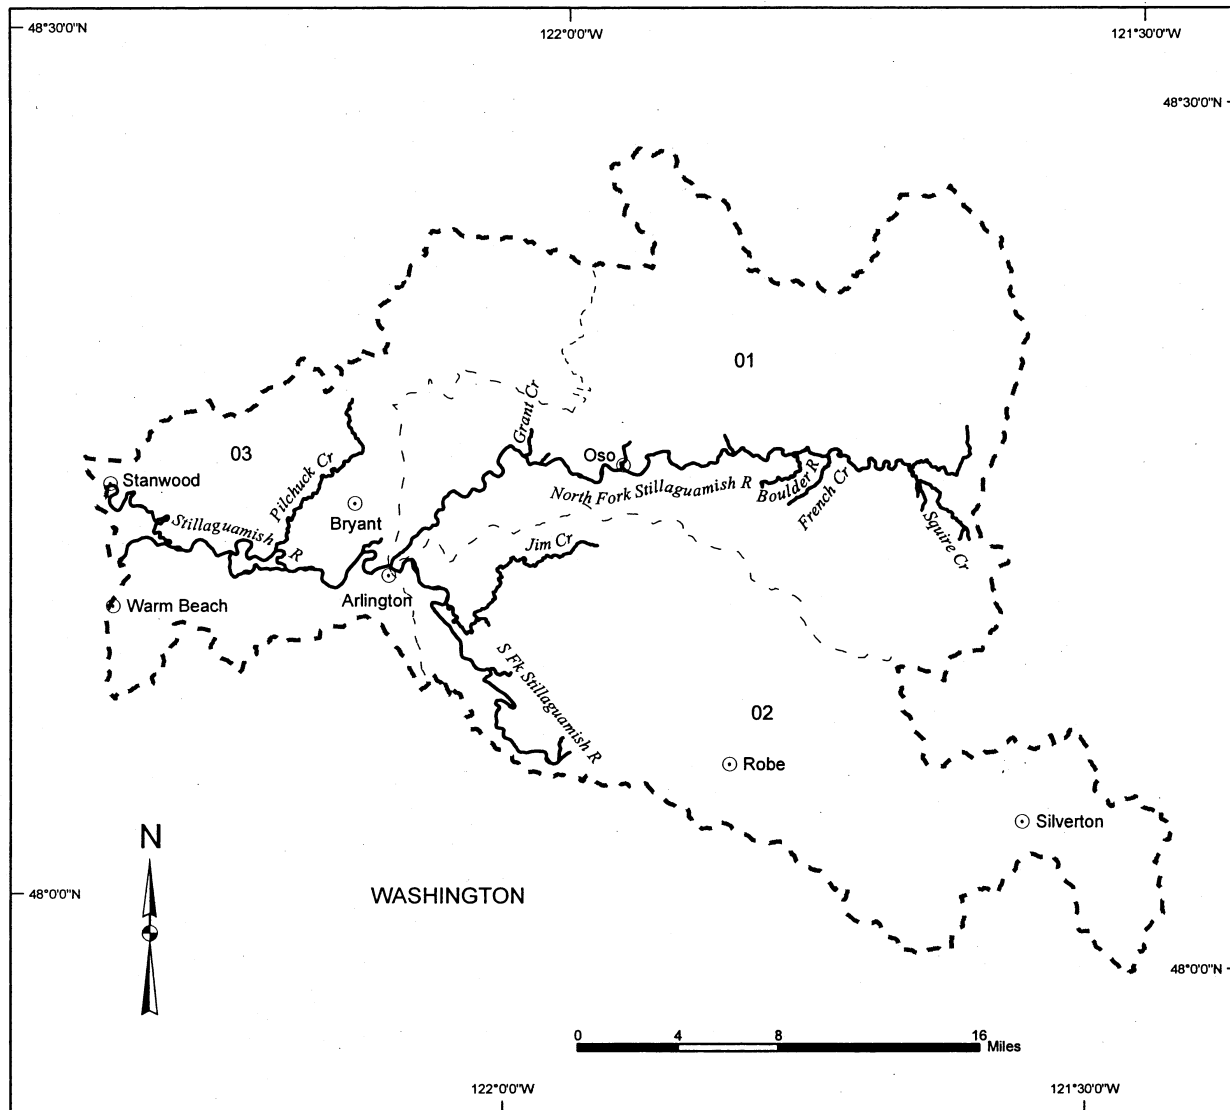 48°30'0"N
122°0'0"W
121°30'0"W
48°30'0"N
01
Grant Cr
03
Oso
Stanwood
Pilchuck Cr
North Fork Stillaguamish R
Boulder R
French Cr
Squire Cr
Bryant
Stillaguamish R
Jim Cr
Arlington
Warm Beach
S Fk Stillaguamish R
02
Robe
Silverton
N
48°0'0"N
WASHINGTON
48°0'0"N
0 4 8 16
Miles
122°0'0"W
121°30'0"W